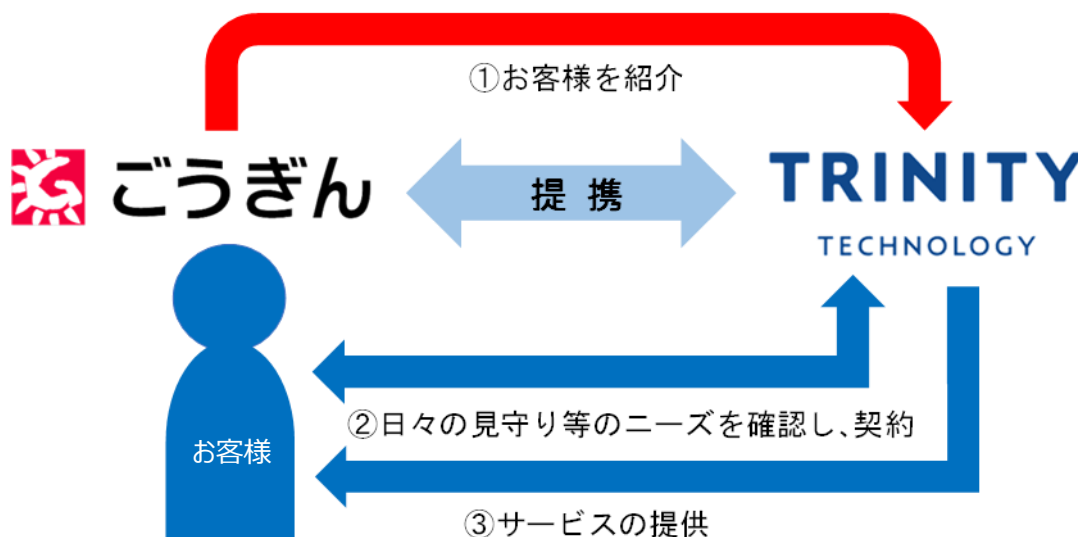 ①お客様を紹介
ごうぎん
提携
TRINITY
TECHNOLOGY
②日々の見守り等のニーズを確認し、契約
お客様
③サービスの提供